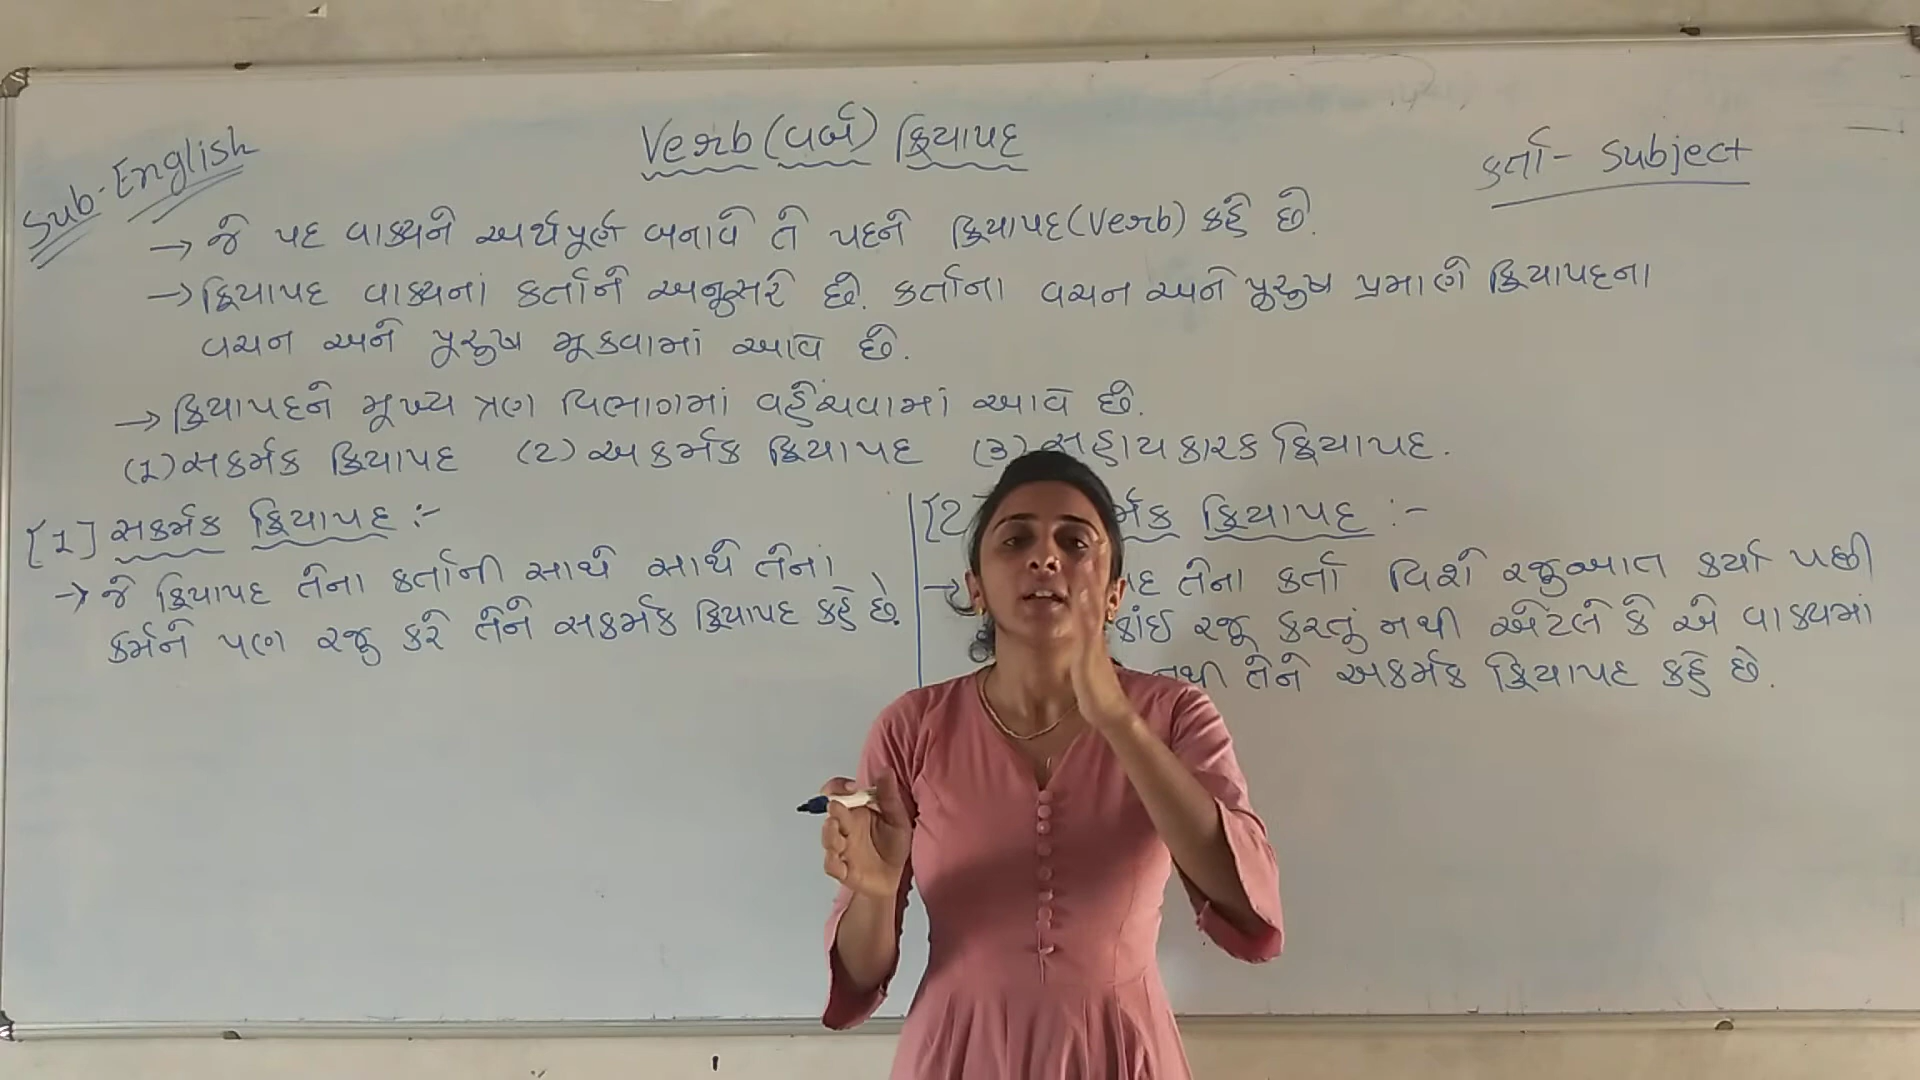 Sub-English
Verb (વર્બ) ક્રિયાપદ
કર્તા - Subject
→ જે પદ વાક્યને અર્થપૂર્ણ બનાવે તે પદને ક્રિયાપદ (Verb) કહે છે.
→ ક્રિયાપદ વાક્યનાં કર્તાને અનુસરે છે. કર્તાના વચન અને પુરુષ પ્રમાણે ક્રિયાપદના
વચન અને પુરુષ મૂકવામાં આવે છે.
→ ક્રિયાપદને મુખ્ય ત્રણ વિભાગમાં વહેંચવામાં આવે છે.
(1) સકર્મક ક્રિયાપદ (2) અકર્મક ક્રિયાપદ (૩) સહાયકારક ક્રિયાપદ.
[1] સકર્મક ક્રિયાપદ :-
→ જે ક્રિયાપદ તેના કર્તાની સાથે સાથે તેનાં
કર્મને પણ રજુ કરે તેને સકર્મક ક્રિયાપદ કહે છે.
[2 ર્મક ક્રિયાપદ :-
→ પદ તેના કર્તા વિશે રજુઆત કર્યા પછી
કાંઈ રજૂ કરતું નથી એટલે કે એ વાક્યમાં
નથી તેને અકર્મક ક્રિયાપદ કહે છે.